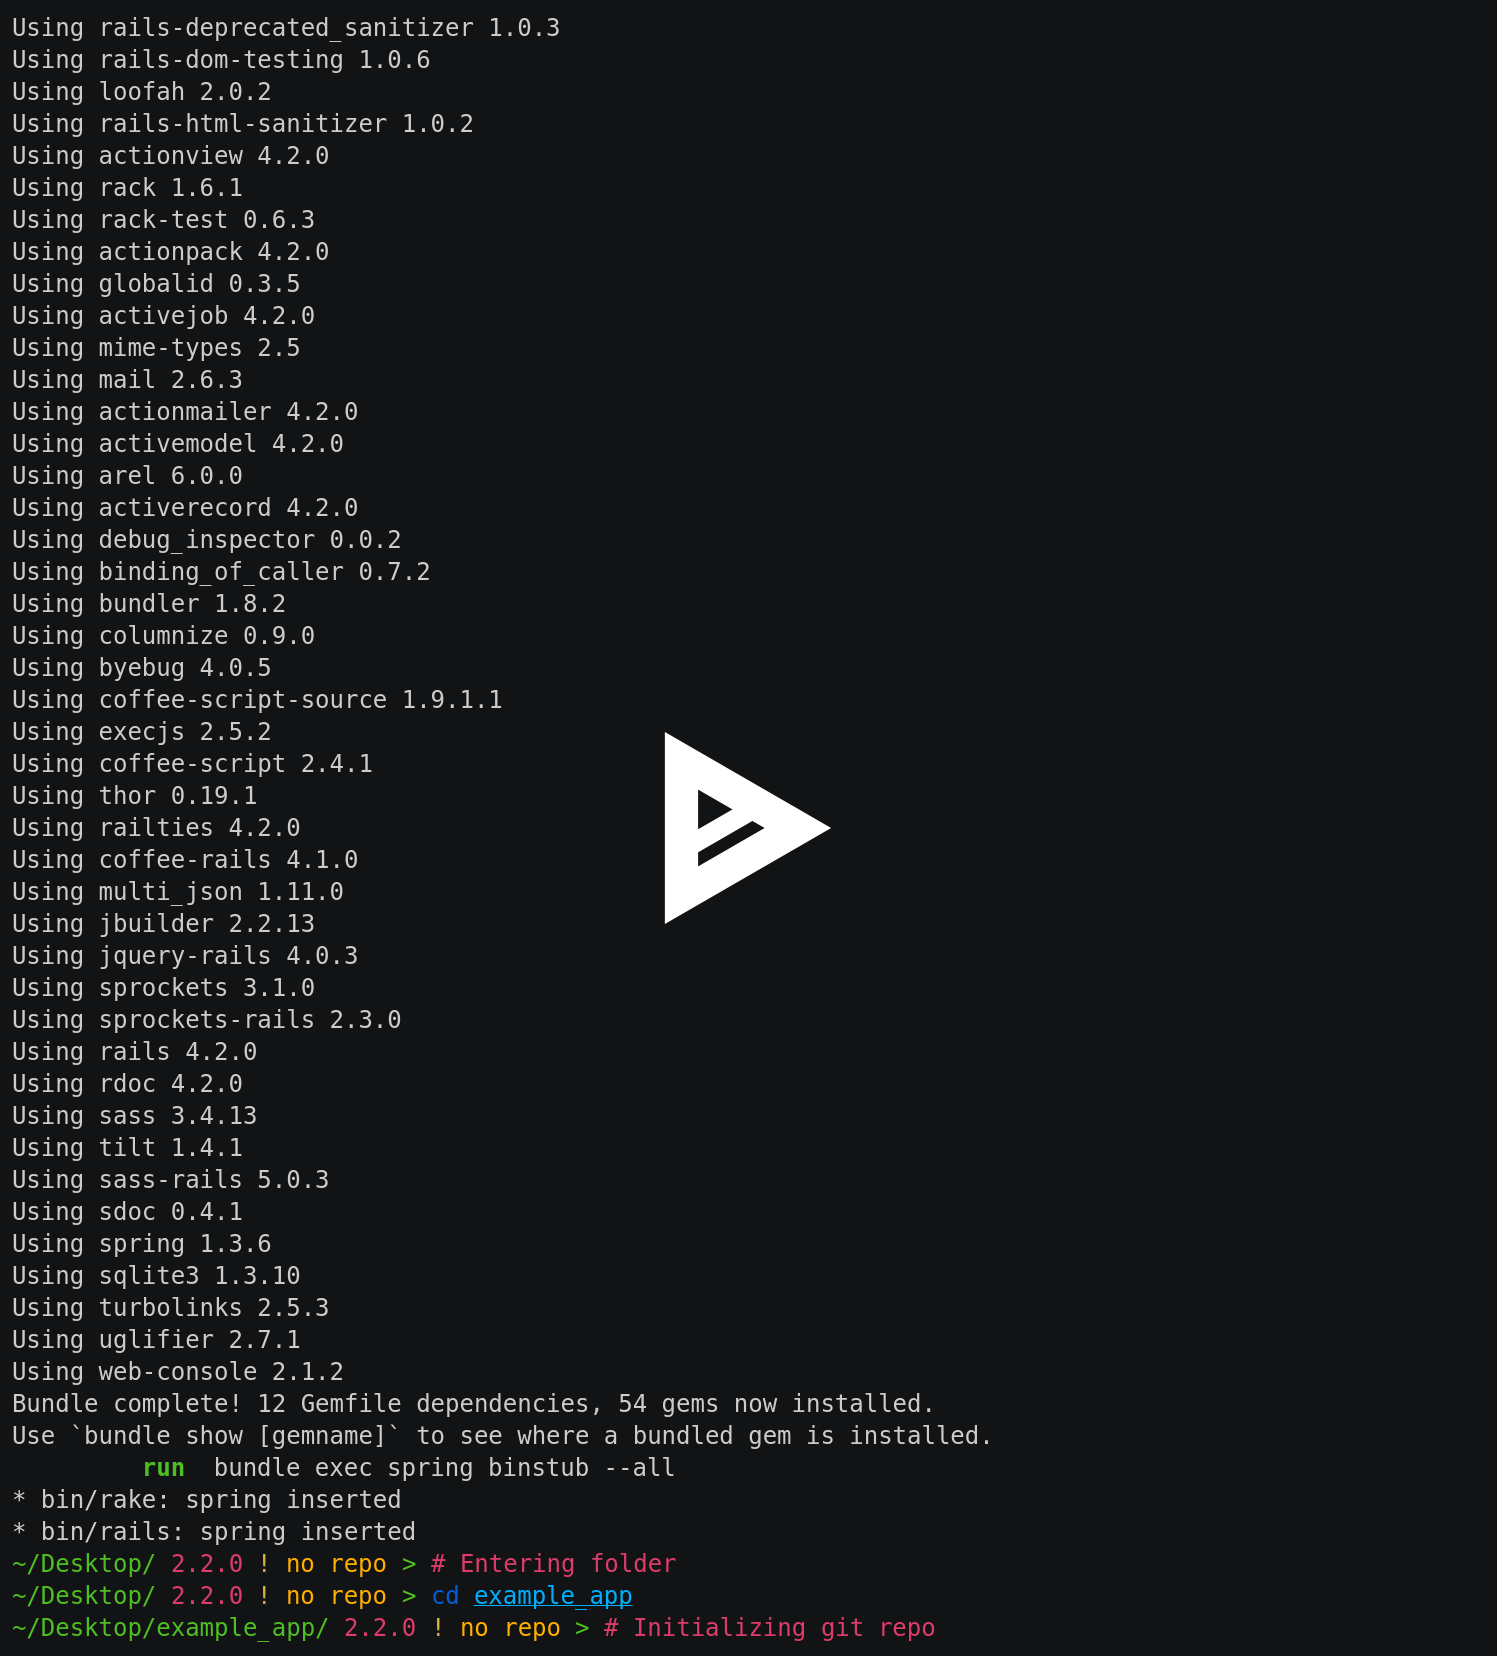 Using rails-deprecated_sanitizer 1.0.3
Using rails-dom-testing 1.0.6
Using loofah 2.0.2
Using rails-html-sanitizer 1.0.2
Using actionview 4.2.0
Using rack 1.6.1
Using rack-test 0.6.3
Using actionpack 4.2.0
Using globalid 0.3.5
Using activejob 4.2.0
Using mime-types 2.5
Using mail 2.6.3
Using actionmailer 4.2.0
Using activemodel 4.2.0
Using arel 6.0.0
Using activerecord 4.2.0
Using debug_inspector 0.0.2
Using binding_of_caller 0.7.2
Using bundler 1.8.2
Using columnize 0.9.0
Using byebug 4.0.5
Using coffee-script-source 1.9.1.1
Using execjs 2.5.2
Using coffee-script 2.4.1
Using thor 0.19.1
Using railties 4.2.0
Using coffee-rails 4.1.0
Using multi_json 1.11.0
Using jbuilder 2.2.13
Using jquery-rails 4.0.3
Using sprockets 3.1.0
Using sprockets-rails 2.3.0
Using rails 4.2.0
Using rdoc 4.2.0
Using sass 3.4.13
Using tilt 1.4.1
Using sass-rails 5.0.3
Using sdoc 0.4.1
Using spring 1.3.6
Using sqlite3 1.3.10
Using turbolinks 2.5.3
Using uglifier 2.7.1
Using web-console 2.1.2
Bundle complete! 12 Gemfile dependencies, 54 gems now installed.
Use `bundle show [gemname]` to see where a bundled gem is installed.
         run  bundle exec spring binstub --all
* bin/rake: spring inserted
* bin/rails: spring inserted
~/Desktop/ 2.2.0 ! no repo > # Entering folder
~/Desktop/ 2.2.0 ! no repo > cd example_app
~/Desktop/example_app/ 2.2.0 ! no repo > # Initializing git repo